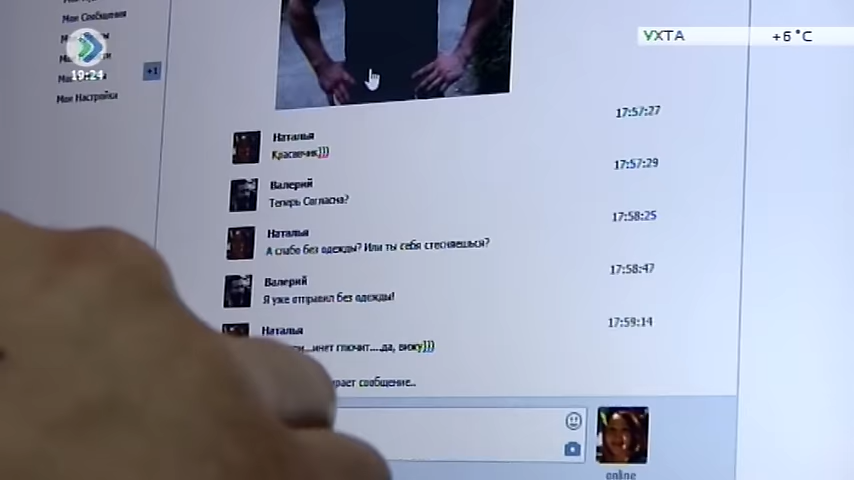 Мои Сообщения
19:24
+1
Мои Настройки
УХТА +6°C
17:57:27
Наталья
Красавчик)))
17:57:29
Валерий
Теперь Согласна?
17:58:25
Наталья
А слабо без одежды? Или ты себя стесняешься?
17:58:47
Валерий
Я уже отправил без одежды!
17:59:14
Наталья
...инет глючит....да, вижу)))
сообщение..
online